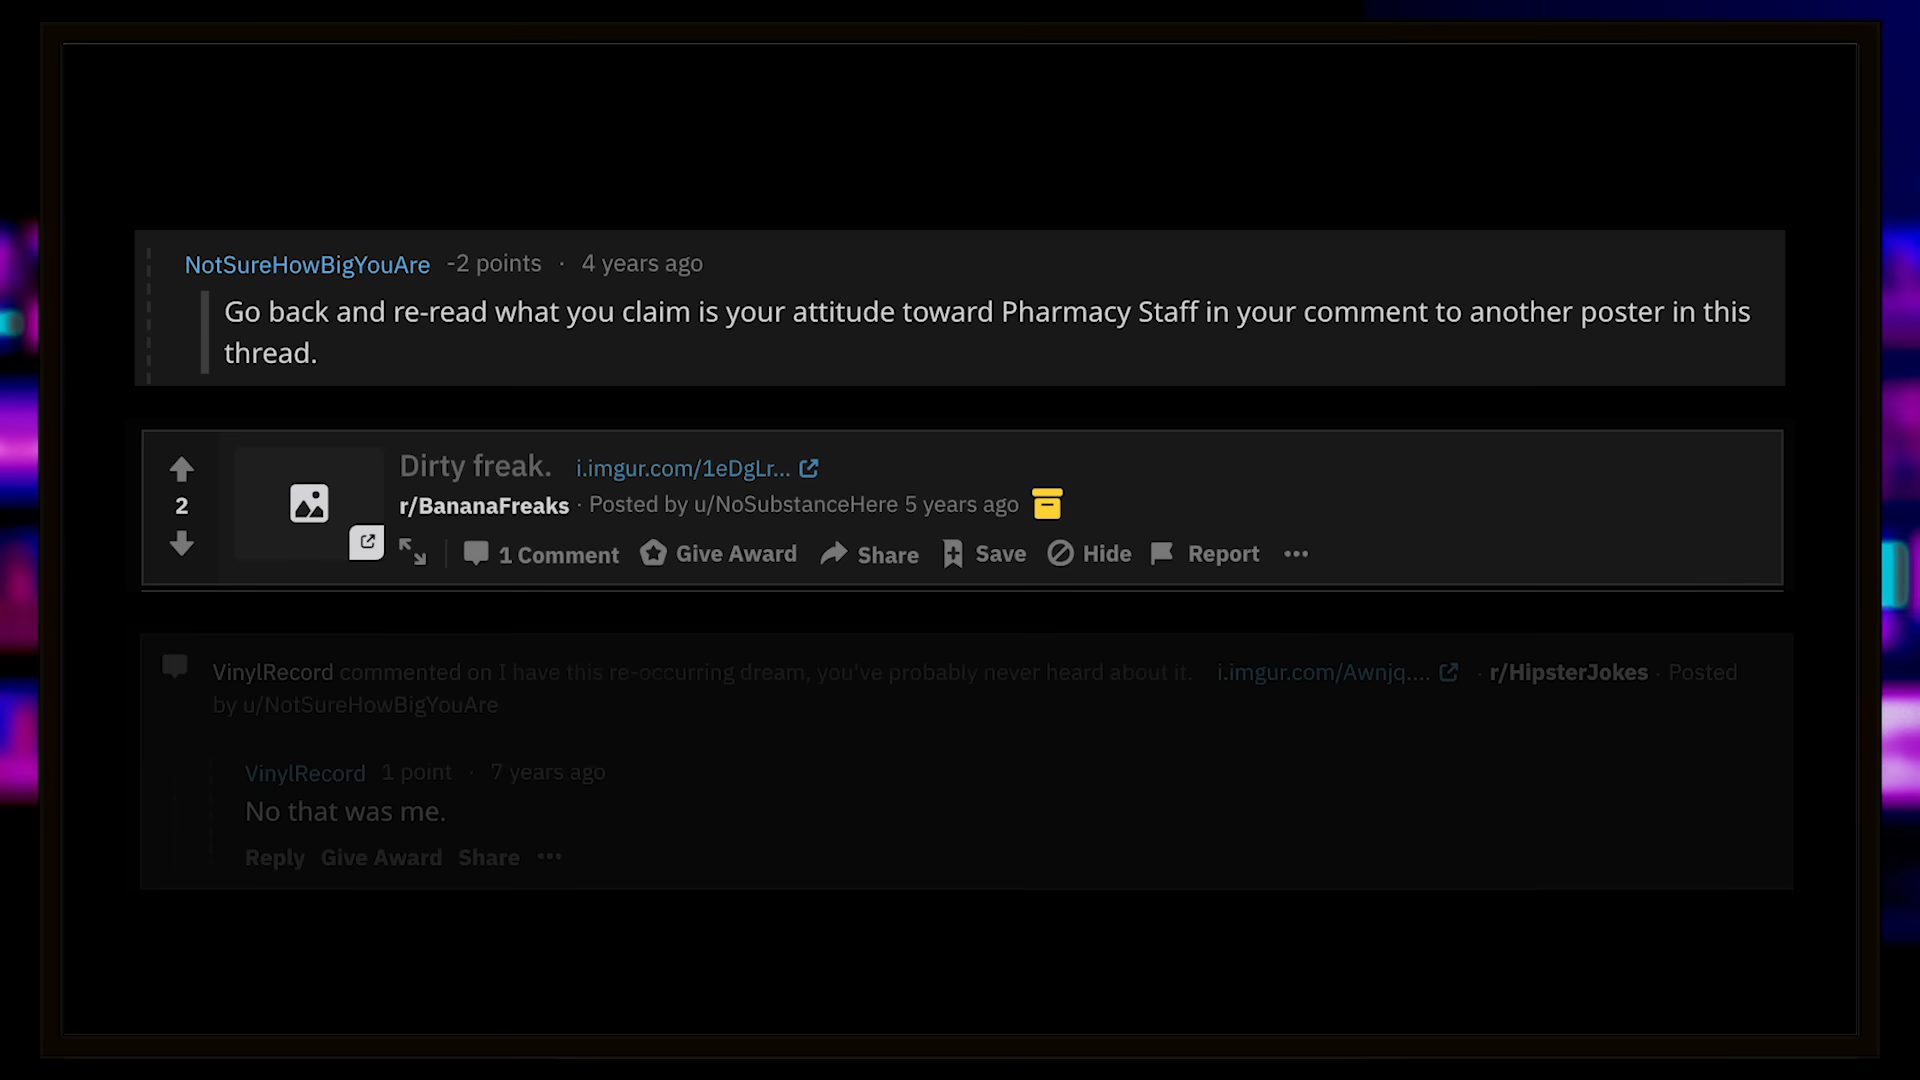 NotSureHowBigYouAre -2 points · 4 years ago
Go back and re-read what you claim is your attitude toward Pharmacy Staff in your comment to another poster in this
thread.
Dirty freak. i.imgur.com/1eDgLr...
2
r/BananaFreaks · Posted by u/NoSubstanceHere 5 years ago
1 Comment Give Award Share Save Hide Report ...
VinylRecord commented on I have this re-occurring dream, you've probably never heard about it. i.imgur.com/Awnjq.... · r/HipsterJokes · Posted
by u/NotSureHowBigYouAre
VinylRecord 1 point · 7 years ago
No that was me.
Reply Give Award Share ...